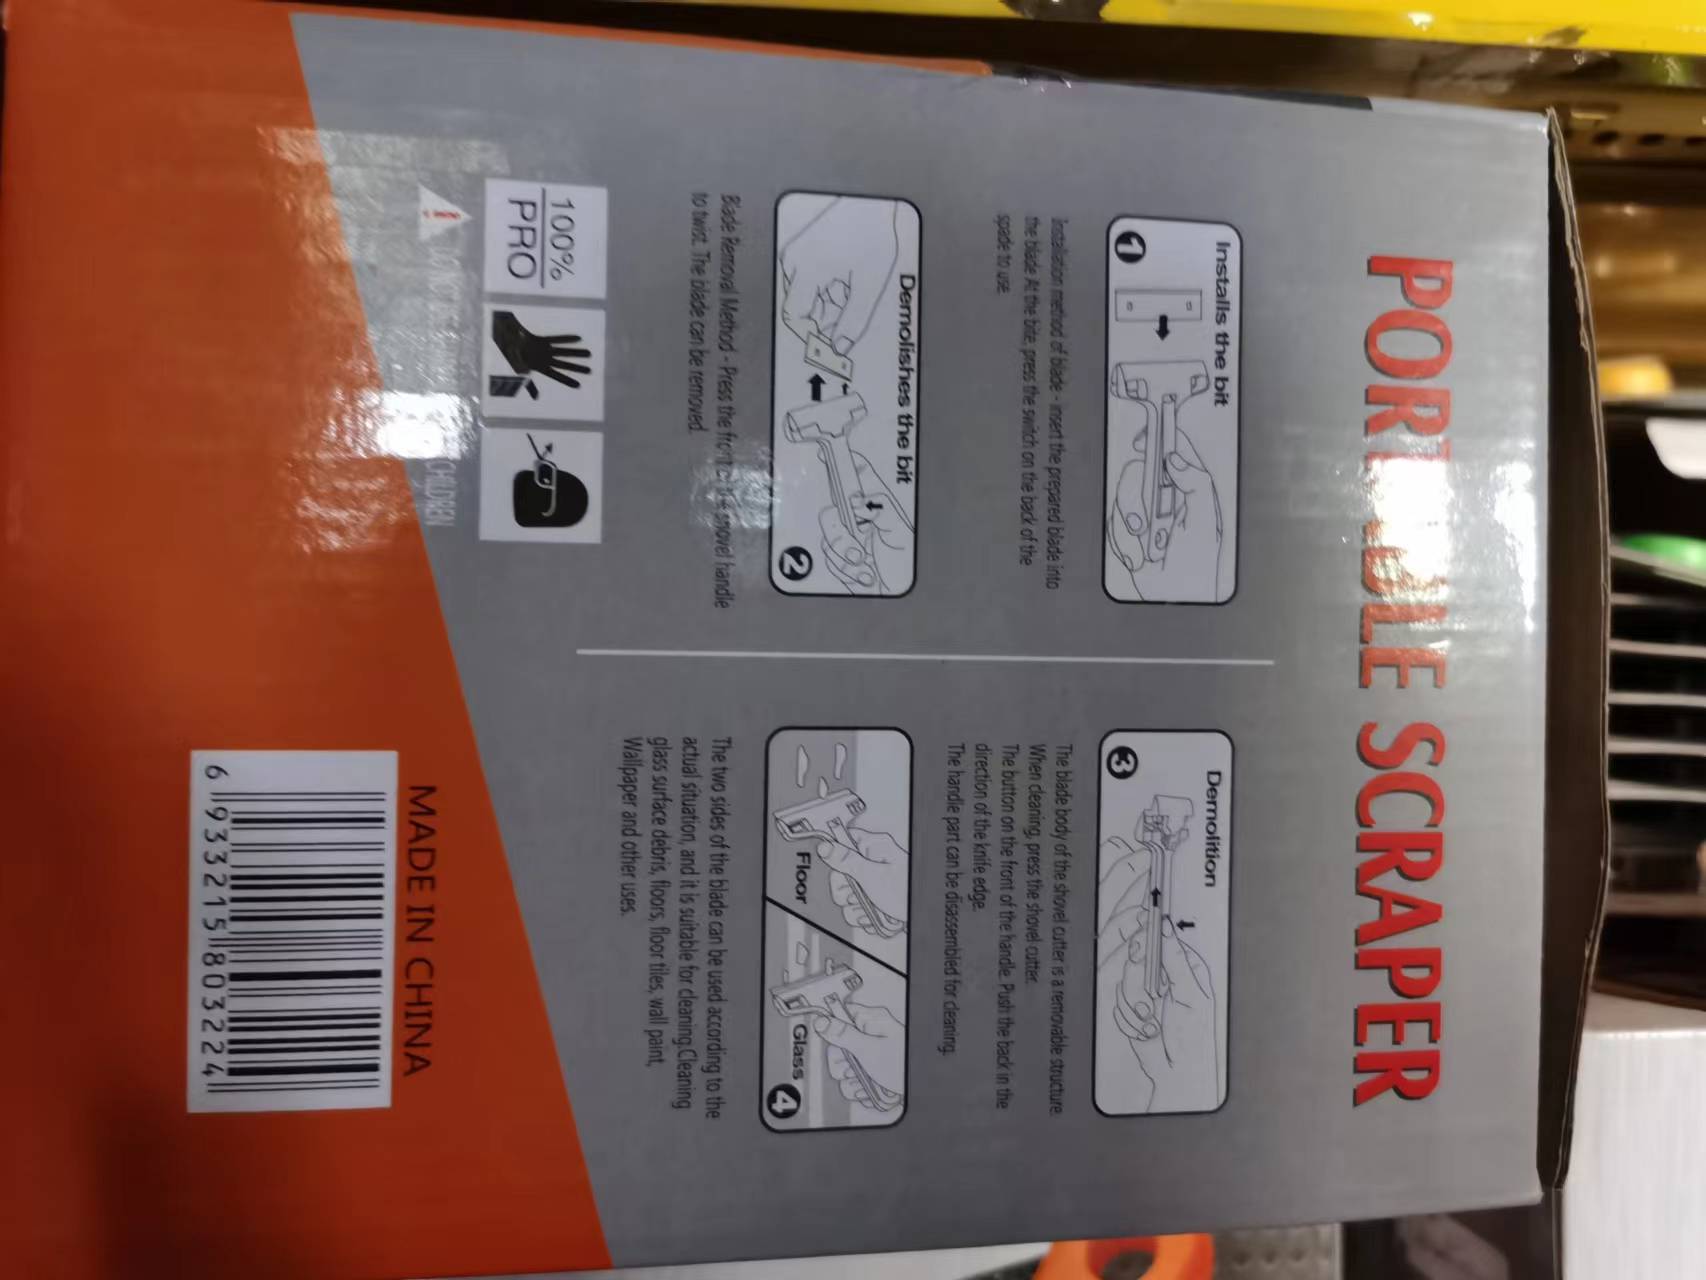 PORTABLE SCRAPER
Installs the bit
1
Installation method of blade - insert the prepared blade into
the blade At the bite, press the switch on the back of the
spade to use.
Demolishes the bit
2
Blade Removal Method - Press the front of the shovel handle
to twist. The blade can be removed.
100%
PRO
CHILDREN
Demolition
3
The blade body of the shovel cutter is a removable structure.
When cleaning, press the shovel cutter.
The button on the front of the handle. Push the back in the
direction of the knife edge.
The handle part can be disassembled for cleaning.
Floor
Glass
4
The two sides of the blade can be used according to the
actual situation, and it is suitable for cleaning.Cleaning
glass surface debris, floors, floor tiles, wall paint,
Wallpaper and other uses.
MADE IN CHINA
6 933215 803224